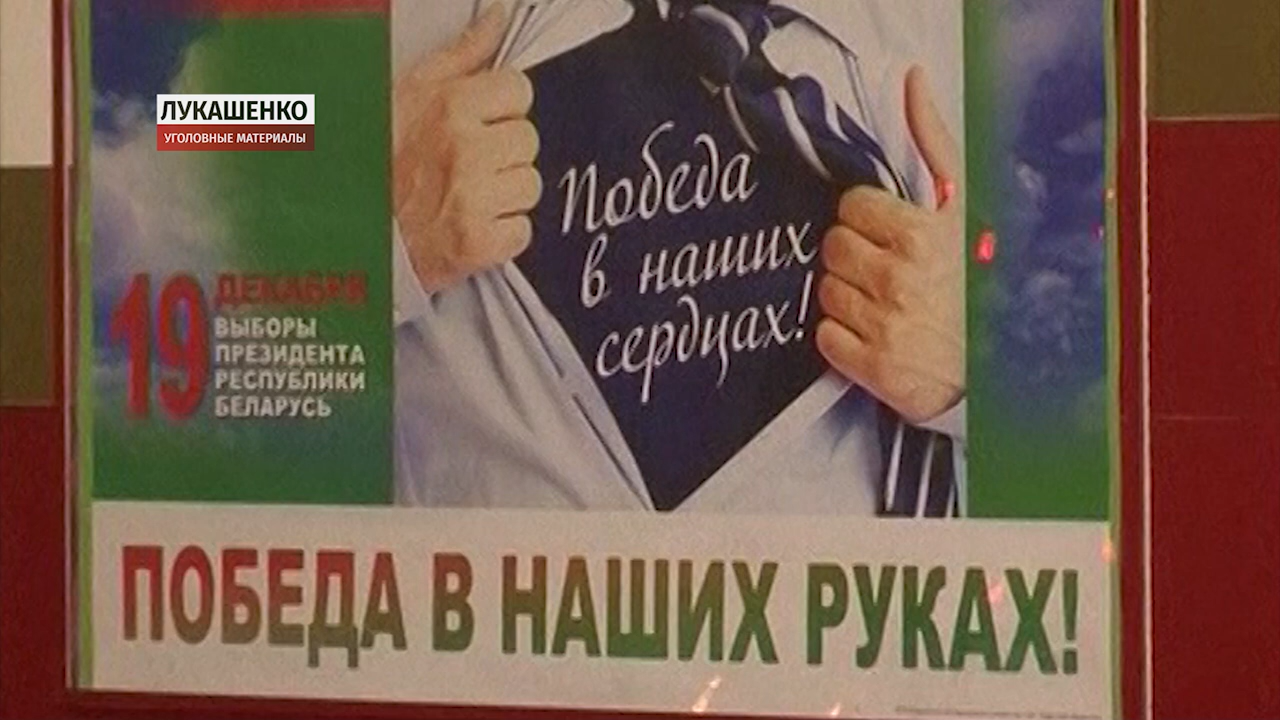 ЛУКАШЕНКО
УГОЛОВНЫЕ МАТЕРИАЛЫ
Победа
в наших
сердцах!
19 ДЕКАБРЯ
ВЫБОРЫ
ПРЕЗИДЕНТА
РЕСПУБЛИКИ
БЕЛАРУСЬ
ПОБЕДА В НАШИХ РУКАХ!